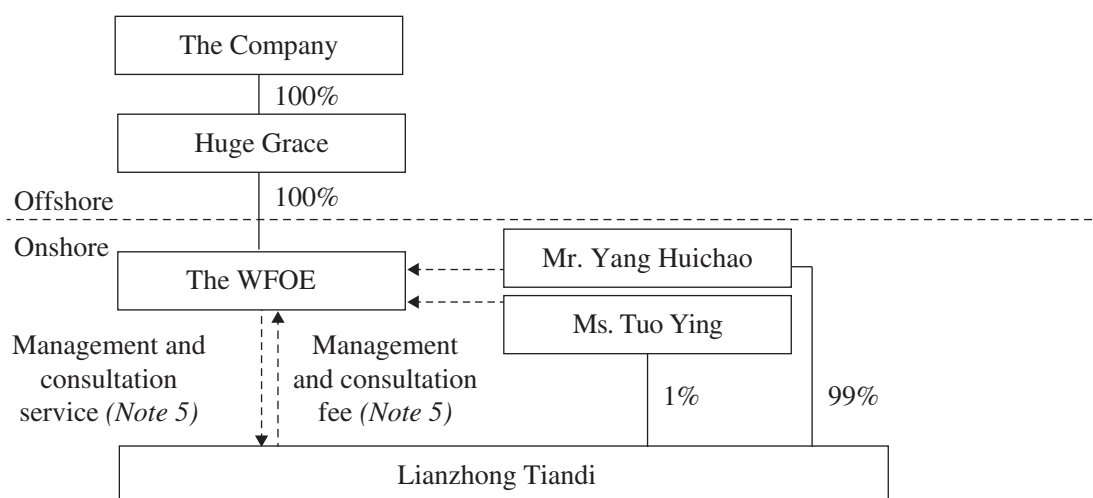 The Company
100%
Huge Grace
100%
Offshore
Onshore
The WFOE
Mr. Yang Huichao
Ms. Tuo Ying
Management and
consultation
service (Note 5)
Management
and consultation
fee (Note 5)
1%
99%
Lianzhong Tiandi